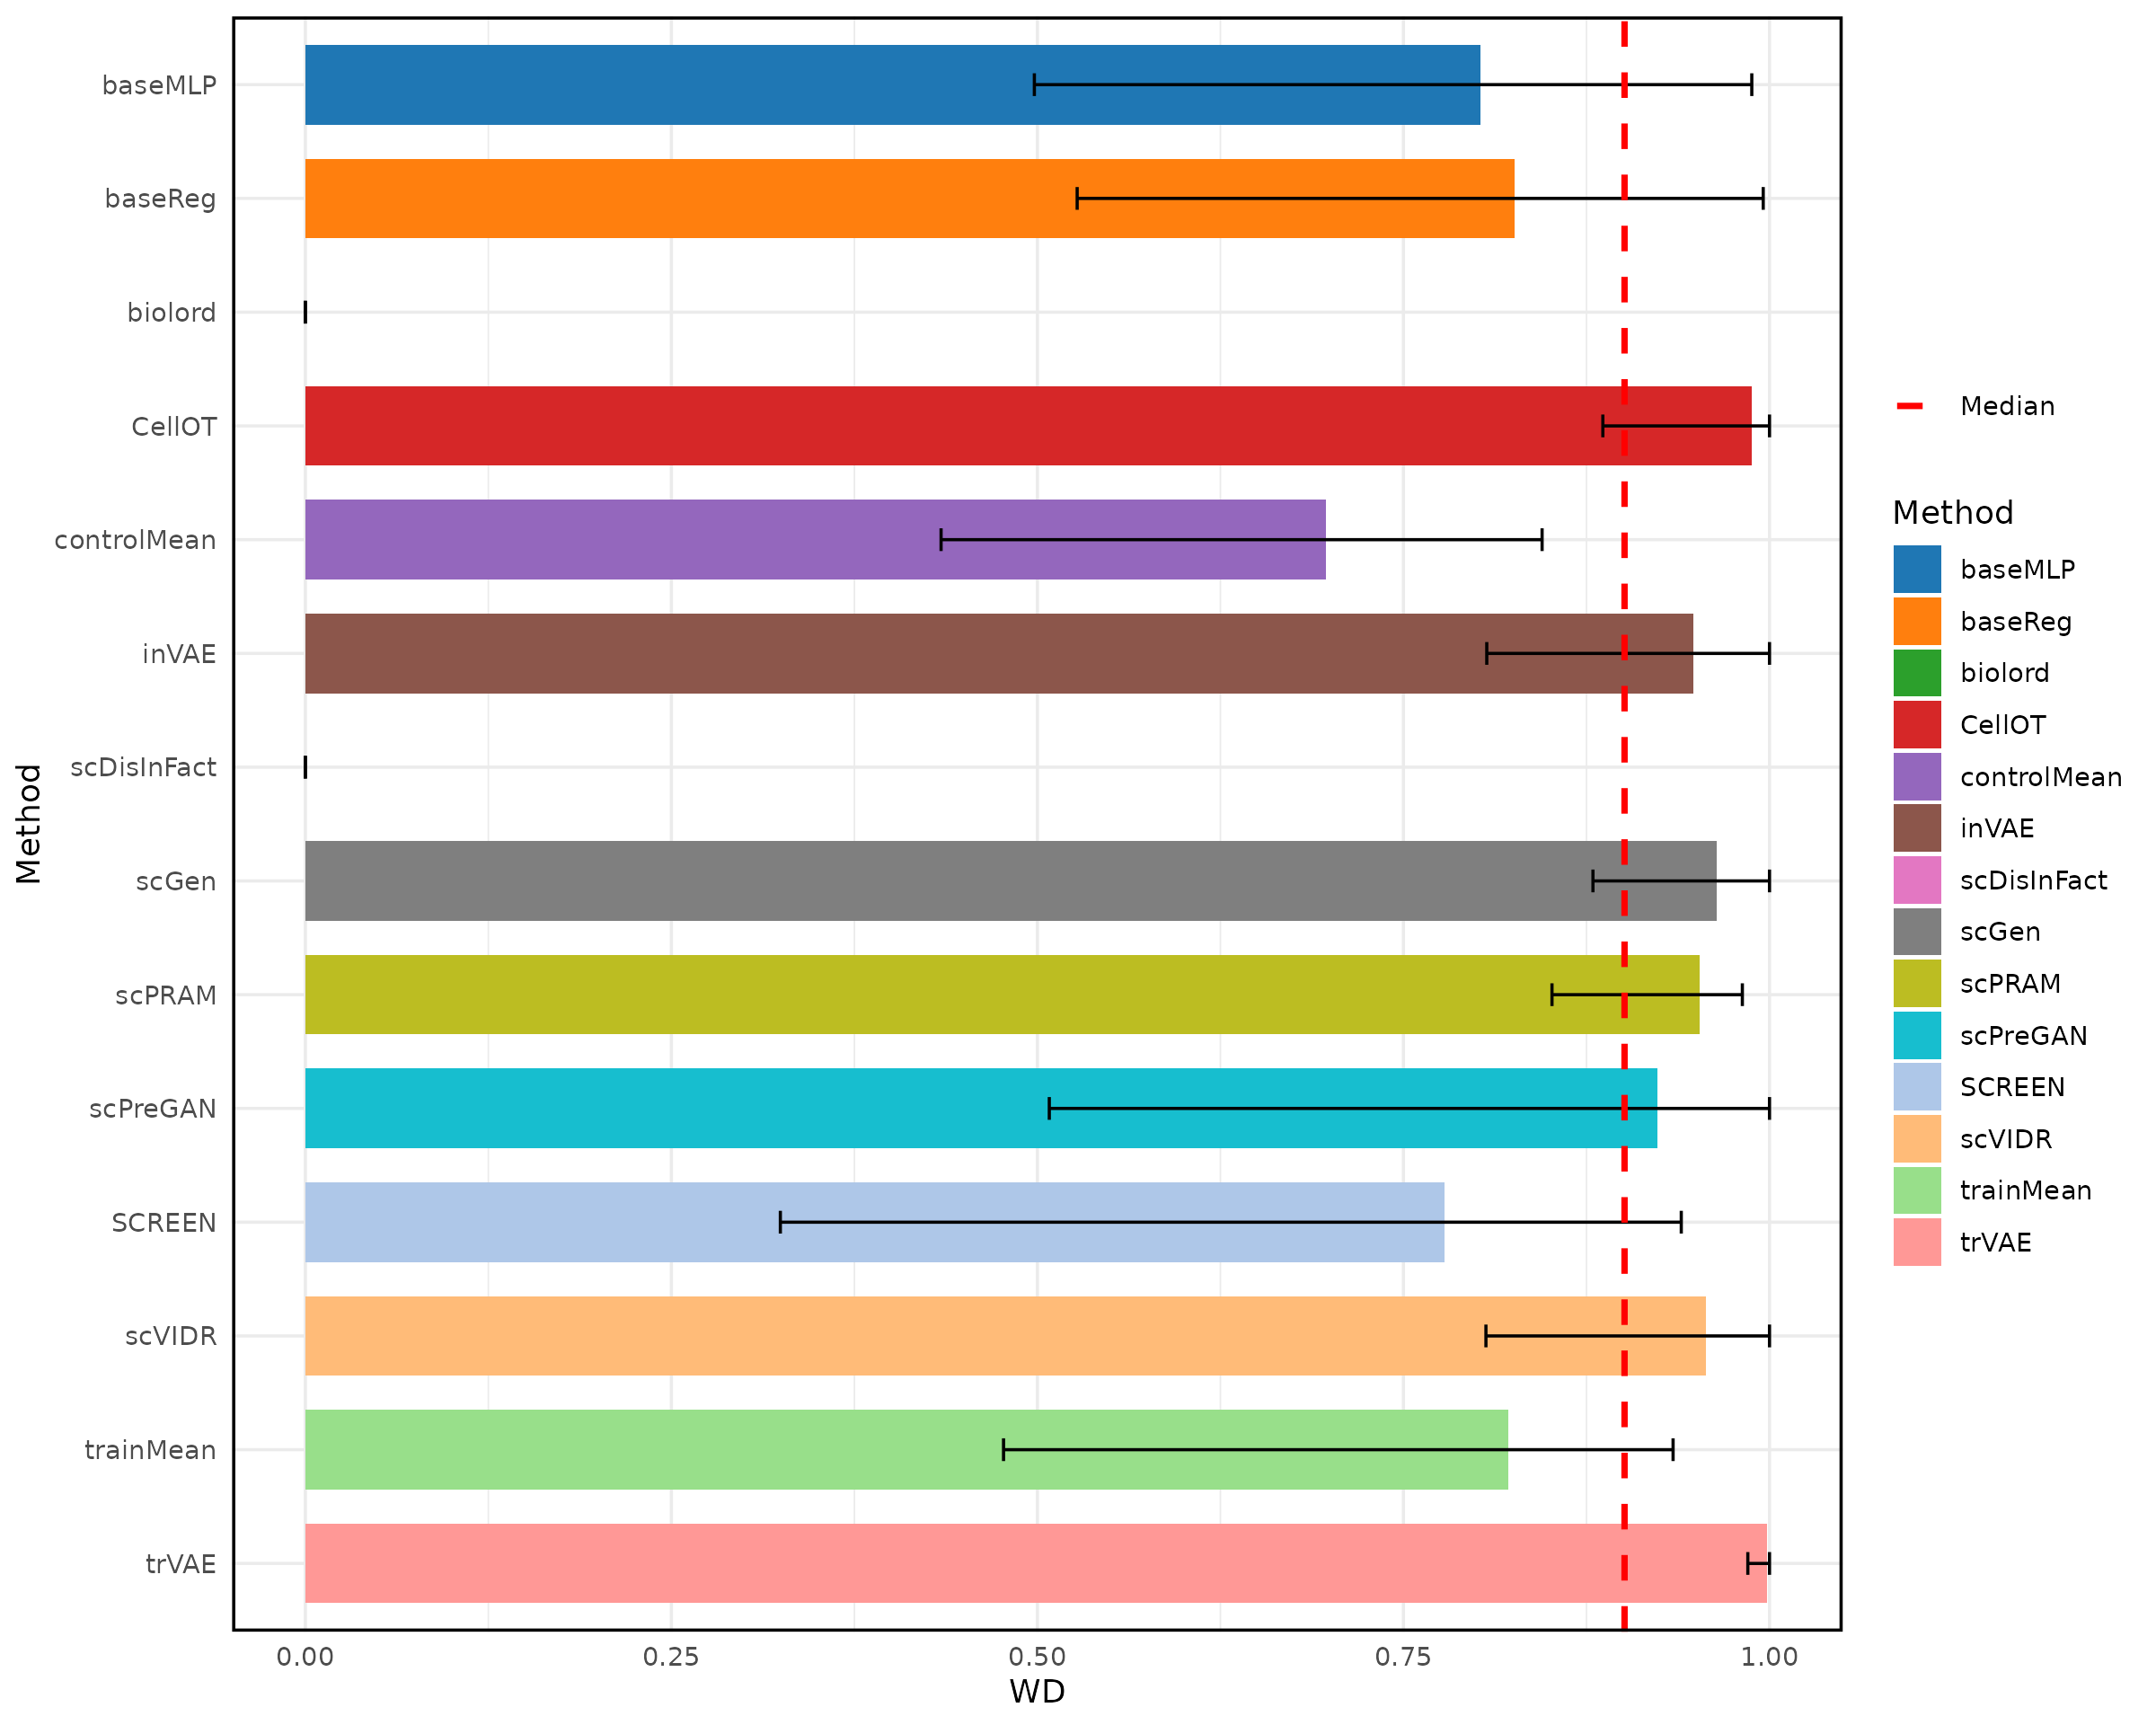 Method
baseMLP
baseReg
biolord
CellOT
controlMean
inVAE
scDisInFact
scGen
scPRAM
scPreGAN
SCREEN
scVIDR
trainMean
trVAE
0.00 0.25 0.50 0.75 1.00
WD
Median
Method
baseMLP
baseReg
biolord
CellOT
controlMean
inVAE
scDisInFact
scGen
scPRAM
scPreGAN
SCREEN
scVIDR
trainMean
trVAE